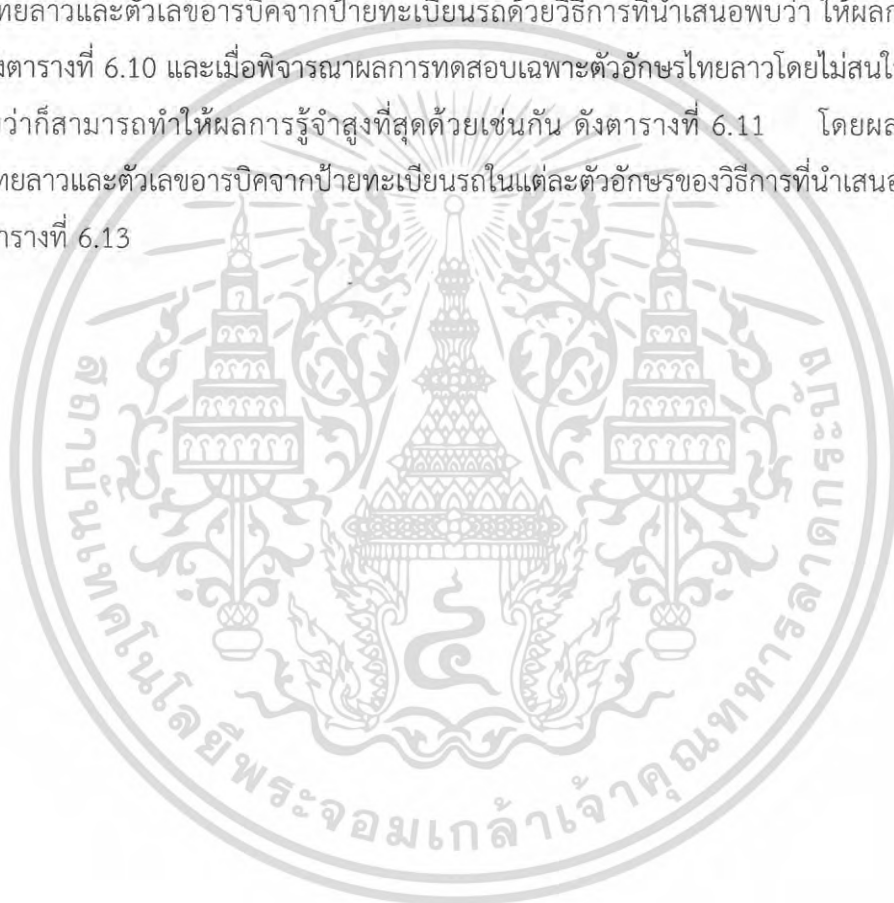 ทยลาวและตัวเลขอารบิคจากป้ายทะเบียนรถด้วยวิธีการที่นำเสนอพบว่า ให้ผลก
งตารางที่ 6.10 และเมื่อพิจารณาผลการทดสอบเฉพาะตัวอักษรไทยลาวโดยไม่สนใ
ว่าก็สามารถทำให้ผลการรู้จำสูงที่สุดด้วยเช่นกัน ดังตารางที่ 6.11 โดยผล
ทยลาวและตัวเลขอารบิคจากป้ายทะเบียนรถในแต่ละตัวอักษรของวิธีการที่นำเสนอ
ารางที่ 6.13
สถาบันเทคโนโลยีพระจอมเกล้าเจ้าคุณทหารลาดกระบัง